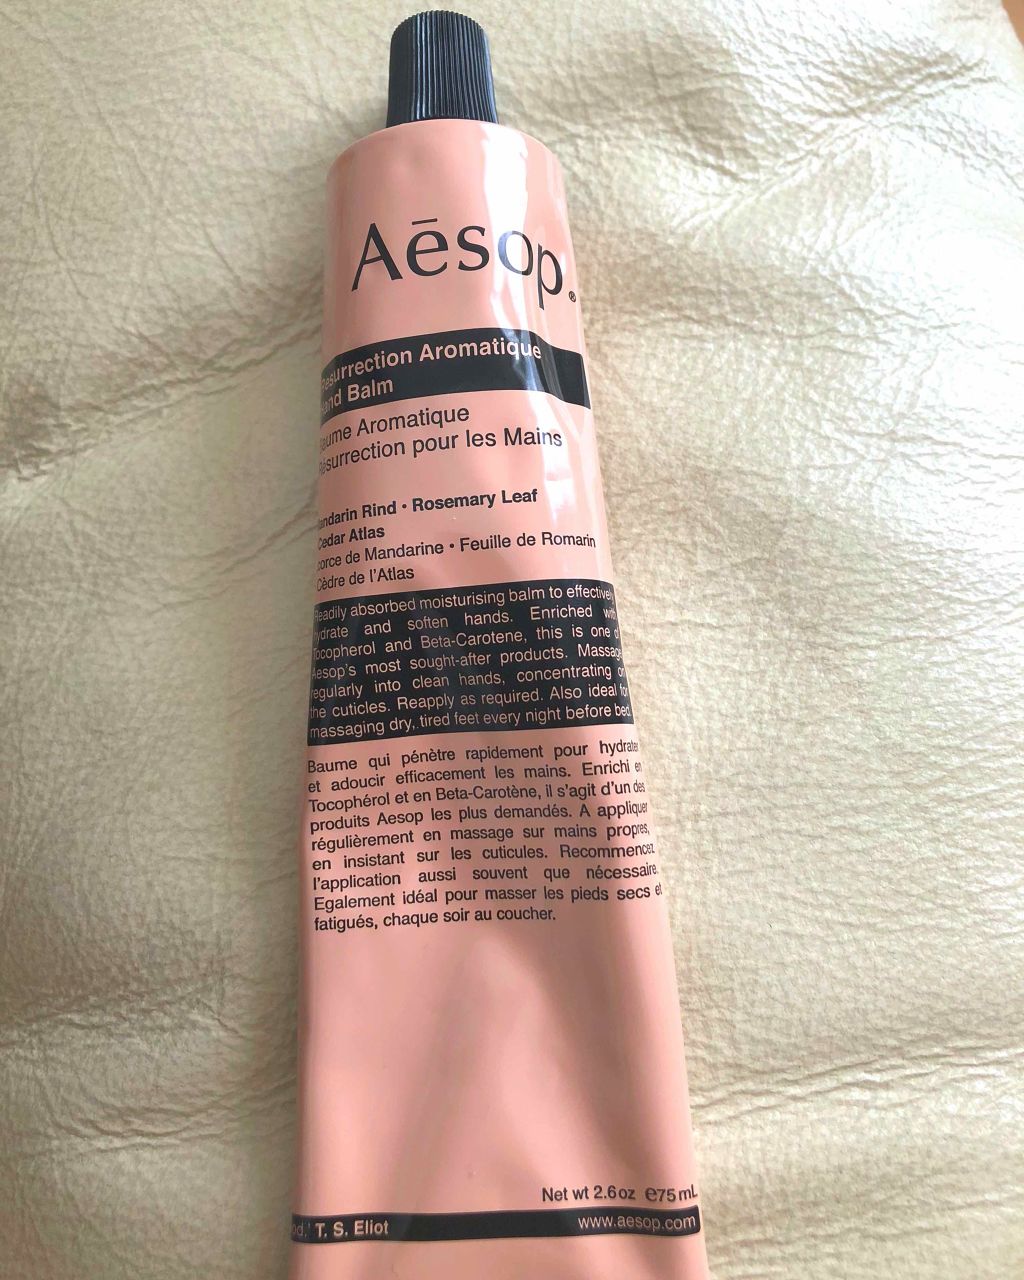 Aēsop.®
Resurrection Aromatique
Hand Balm
Baume Aromatique
Résurrection pour les Mains
Mandarin Rind • Rosemary Leaf
Cedar Atlas
Écorce de Mandarine • Feuille de Romarin
Cèdre de l'Atlas
Readily absorbed moisturising balm to effectively
hydrate and soften hands. Enriched with
Tocopherol and Beta-Carotene, this is one of
Aesop's most sought-after products. Massage
regularly into clean hands, concentrating on
the cuticles. Reapply as required. Also ideal for
massaging dry, tired feet every night before bed.
Baume qui pénètre rapidement pour hydrater
et adoucir efficacement les mains. Enrichi en
Tocophérol et en Beta-Carotène, il s'agit d'un des
produits Aesop les plus demandés. A appliquer
régulièrement en massage sur mains propres,
en insistant sur les cuticules. Recommencez
l'application aussi souvent que nécessaire.
Egalement idéal pour masser les pieds secs et
fatigués, chaque soir au coucher.
Net wt 2.6 oz ℮75 mL
T. S. Eliot www.aesop.com